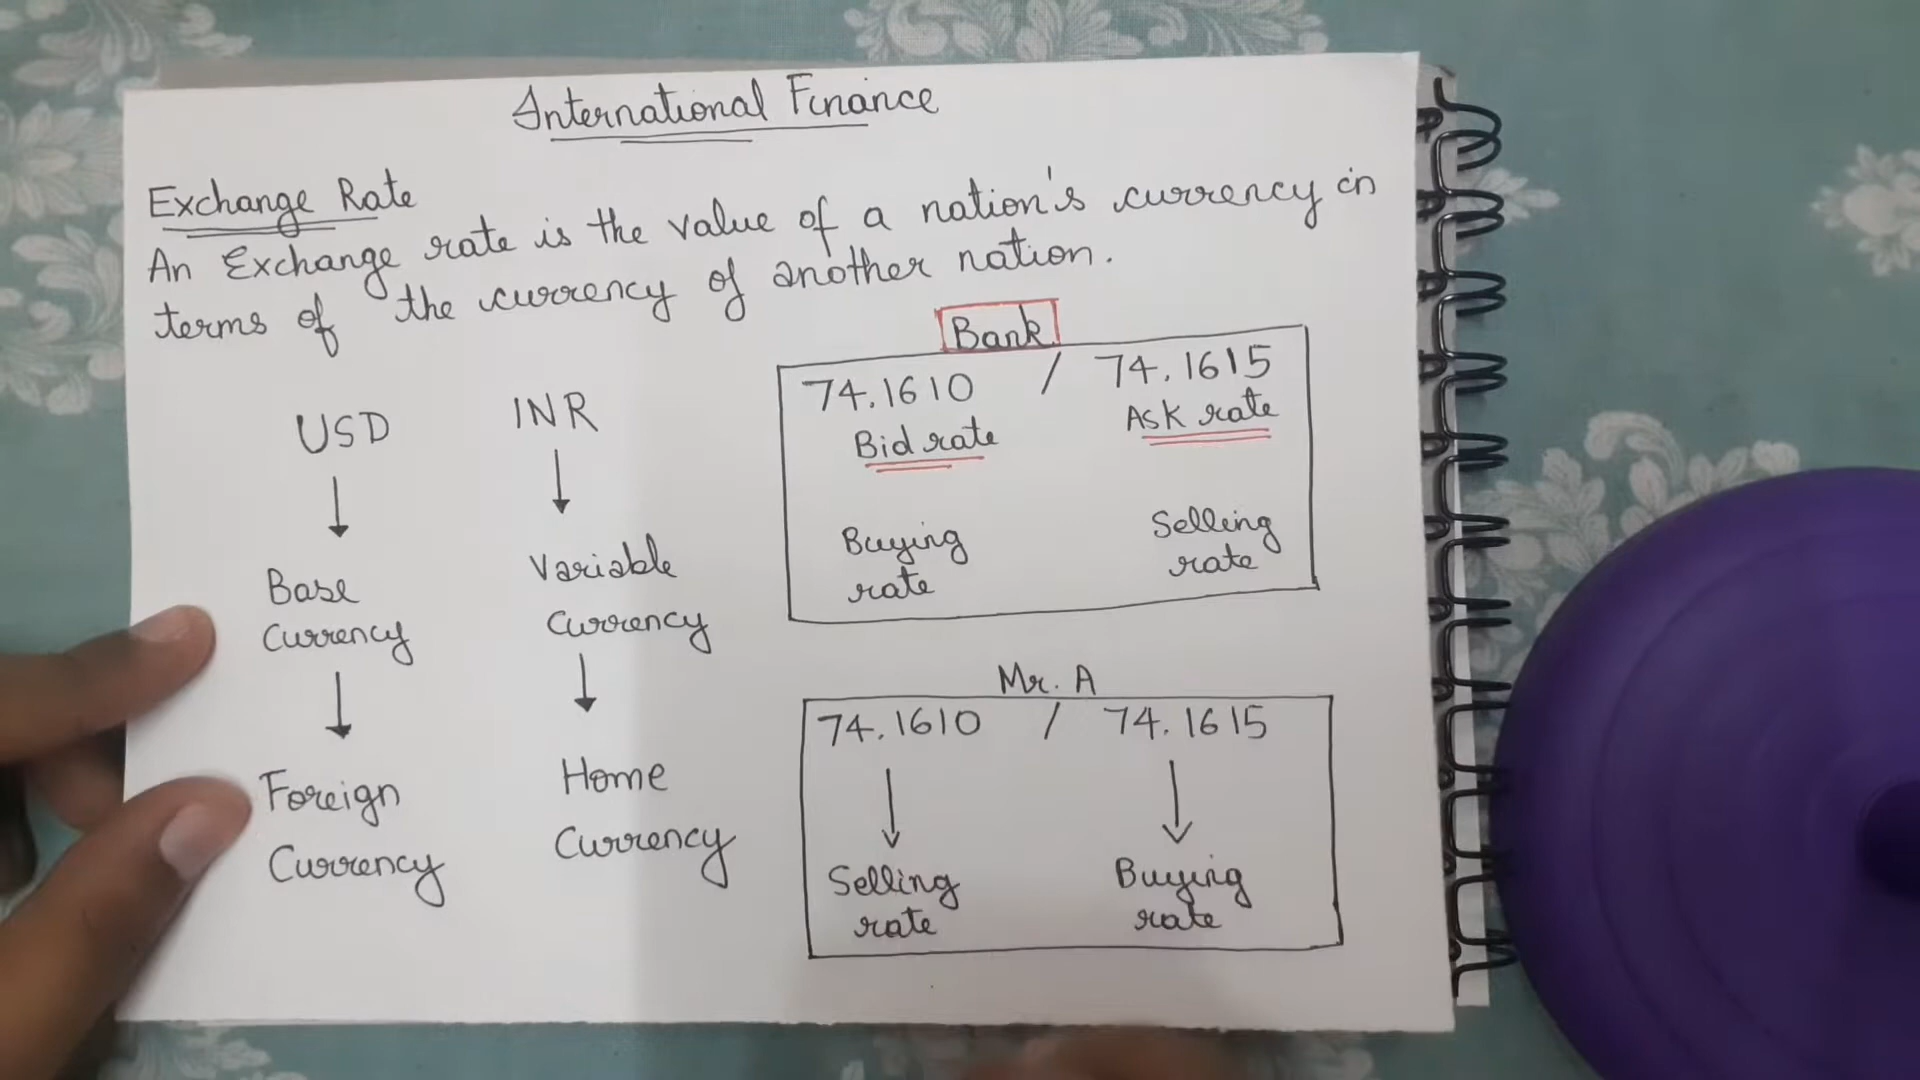 International Finance
Exchange Rate
An Exchange rate is the value of a nation's currency in
terms of the currency of another nation.
USD
INR
Base
Currency
Variable
Currency
Foreign
Currency
Home
Currency
Bank
74.1610 / 74.1615
Bid rate
Ask rate
Buying
rate
Selling
rate
Mr. A
74.1610 / 74.1615
Selling
rate
Buying
rate